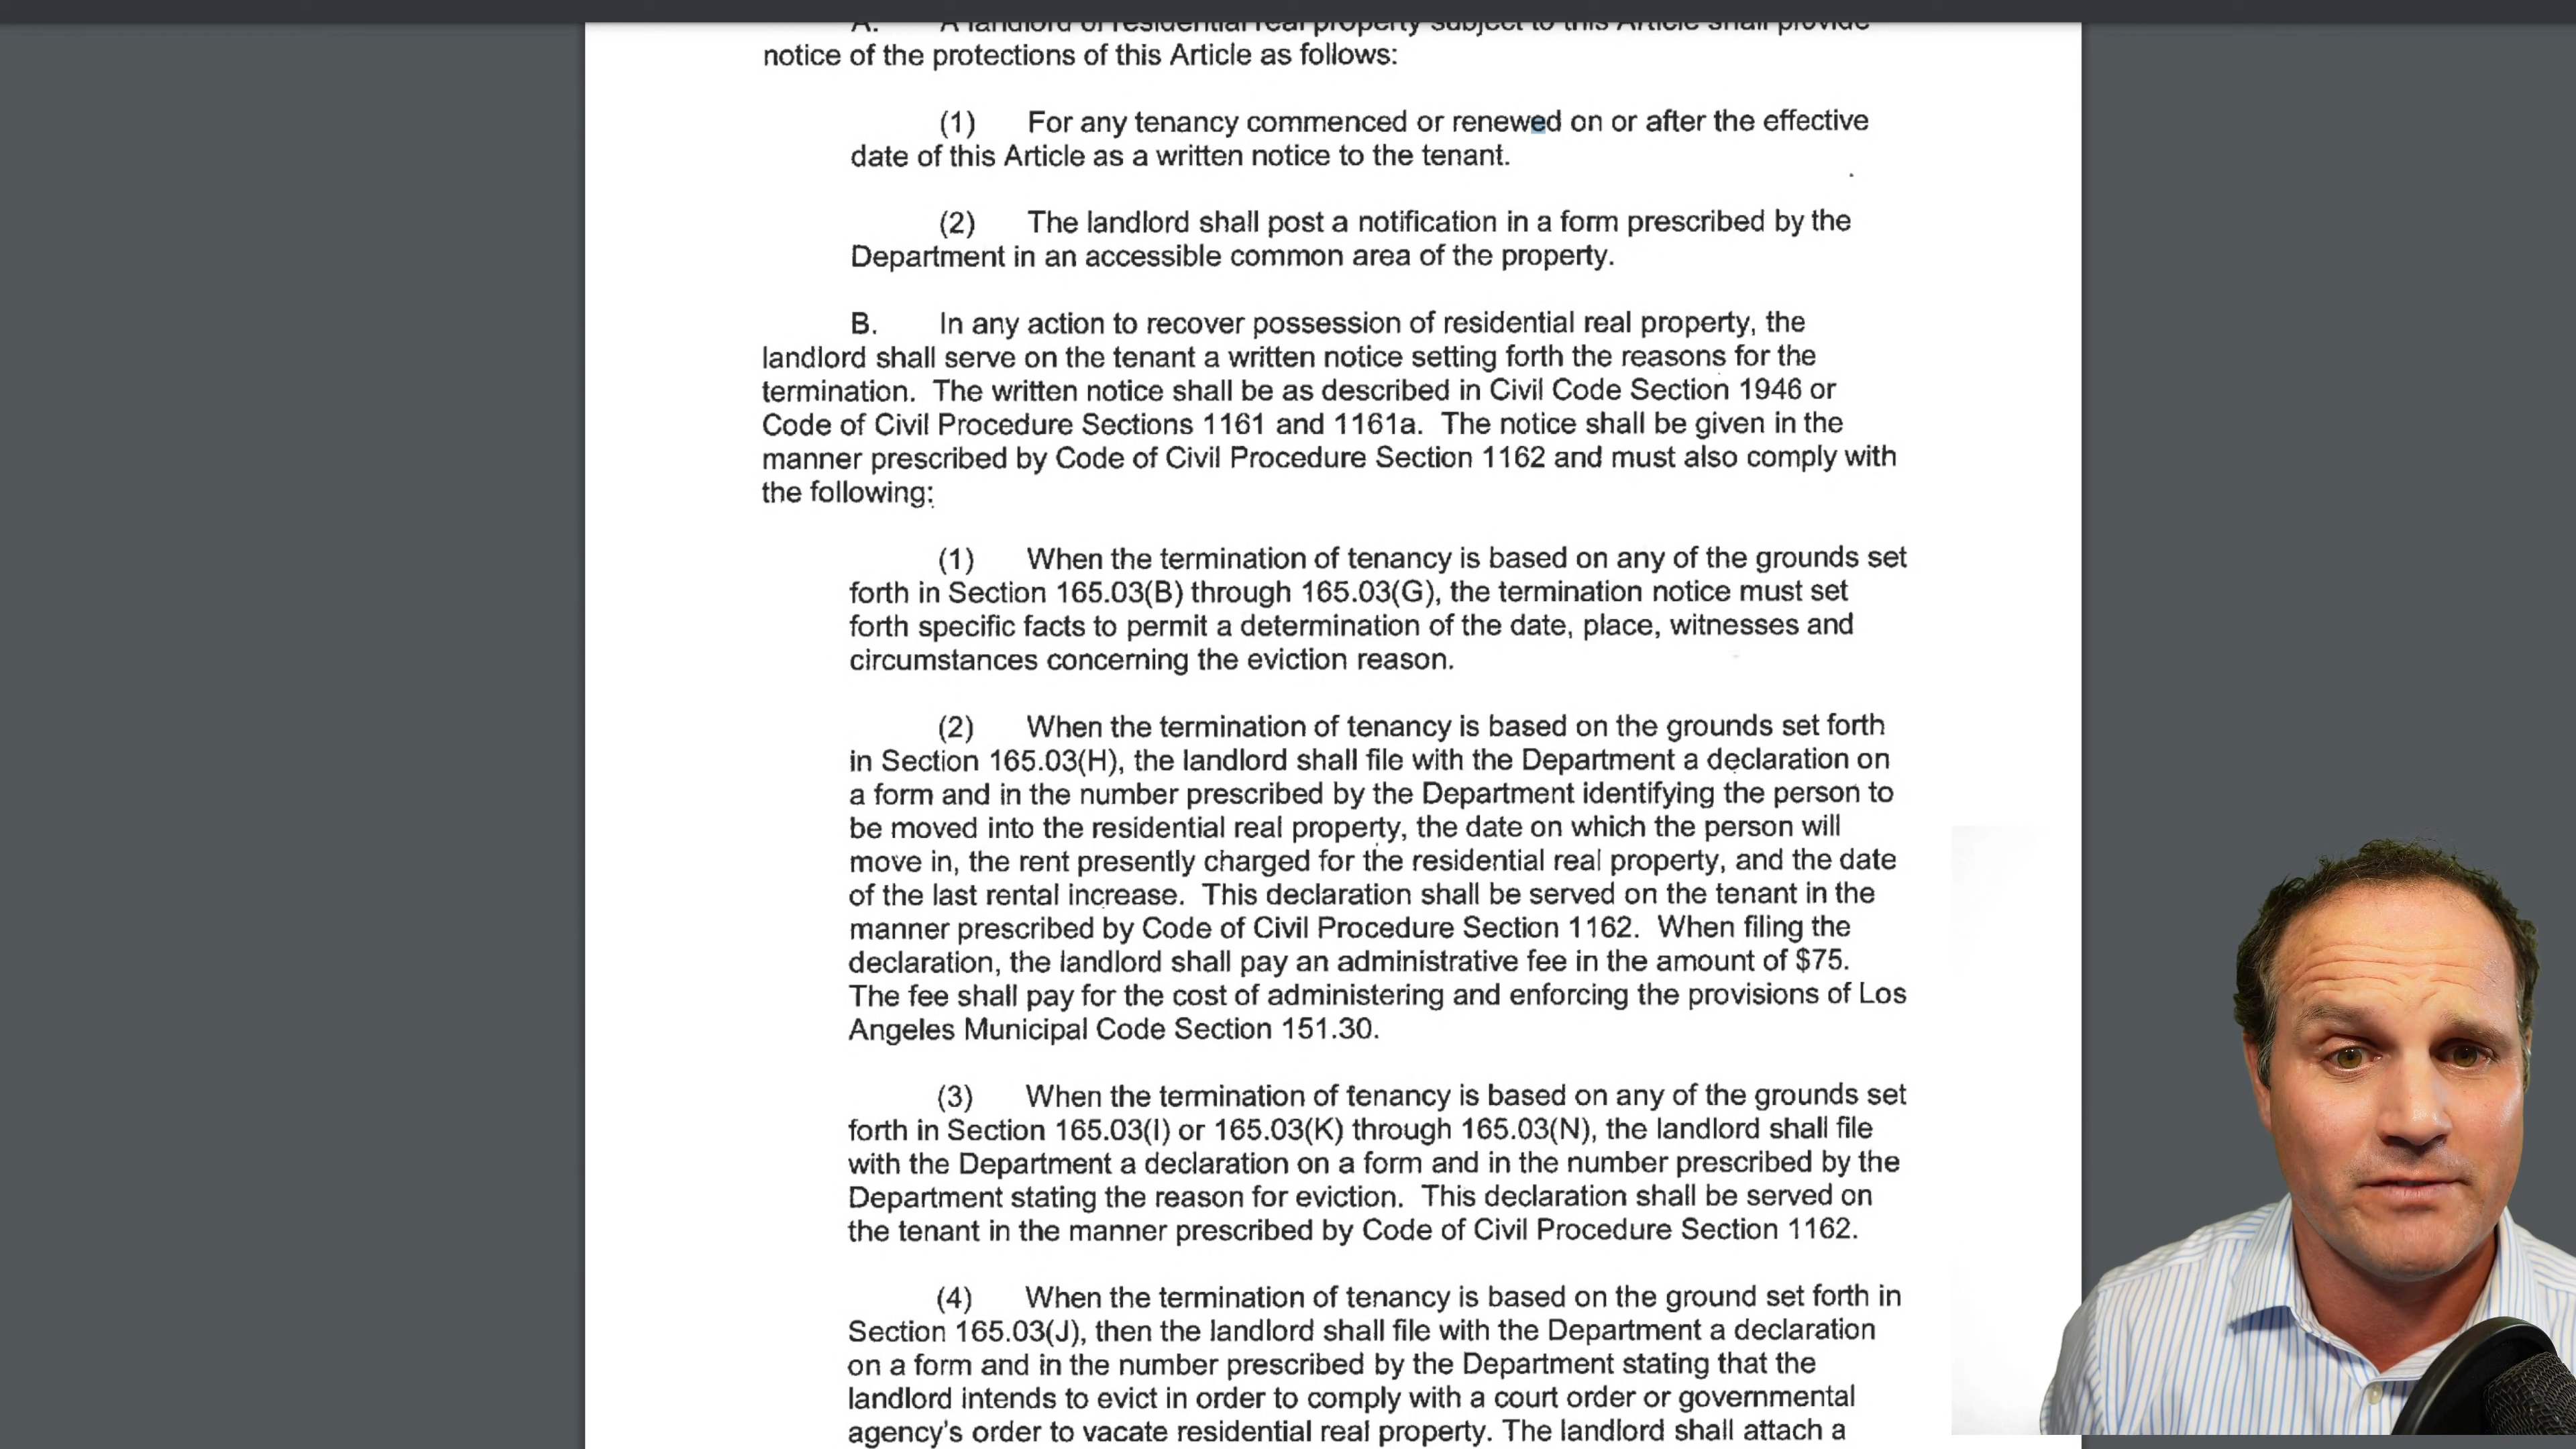 A. A landlord of residential real property subject to this Article shall provide
notice of the protections of this Article as follows:
(1) For any tenancy commenced or renewed on or after the effective
date of this Article as a written notice to the tenant.
(2) The landlord shall post a notification in a form prescribed by the
Department in an accessible common area of the property.
B. In any action to recover possession of residential real property, the
landlord shall serve on the tenant a written notice setting forth the reasons for the
termination. The written notice shall be as described in Civil Code Section 1946 or
Code of Civil Procedure Sections 1161 and 1161a. The notice shall be given in the
manner prescribed by Code of Civil Procedure Section 1162 and must also comply with
the following:
(1) When the termination of tenancy is based on any of the grounds set
forth in Section 165.03(B) through 165.03(G), the termination notice must set
forth specific facts to permit a determination of the date, place, witnesses and
circumstances concerning the eviction reason.
(2) When the termination of tenancy is based on the grounds set forth
in Section 165.03(H), the landlord shall file with the Department a declaration on
a form and in the number prescribed by the Department identifying the person to
be moved into the residential real property, the date on which the person will
move in, the rent presently charged for the residential real property, and the date
of the last rental increase. This declaration shall be served on the tenant in the
manner prescribed by Code of Civil Procedure Section 1162. When filing the
declaration, the landlord shall pay an administrative fee in the amount of $75.
The fee shall pay for the cost of administering and enforcing the provisions of Los
Angeles Municipal Code Section 151.30.
(3) When the termination of tenancy is based on any of the grounds set
forth in Section 165.03(I) or 165.03(K) through 165.03(N), the landlord shall file
with the Department a declaration on a form and in the number prescribed by the
Department stating the reason for eviction. This declaration shall be served on
the tenant in the manner prescribed by Code of Civil Procedure Section 1162.
(4) When the termination of tenancy is based on the ground set forth in
Section 165.03(J), then the landlord shall file with the Department a declaration
on a form and in the number prescribed by the Department stating that the
landlord intends to evict in order to comply with a court order or governmental
agency's order to vacate residential real property. The landlord shall attach a